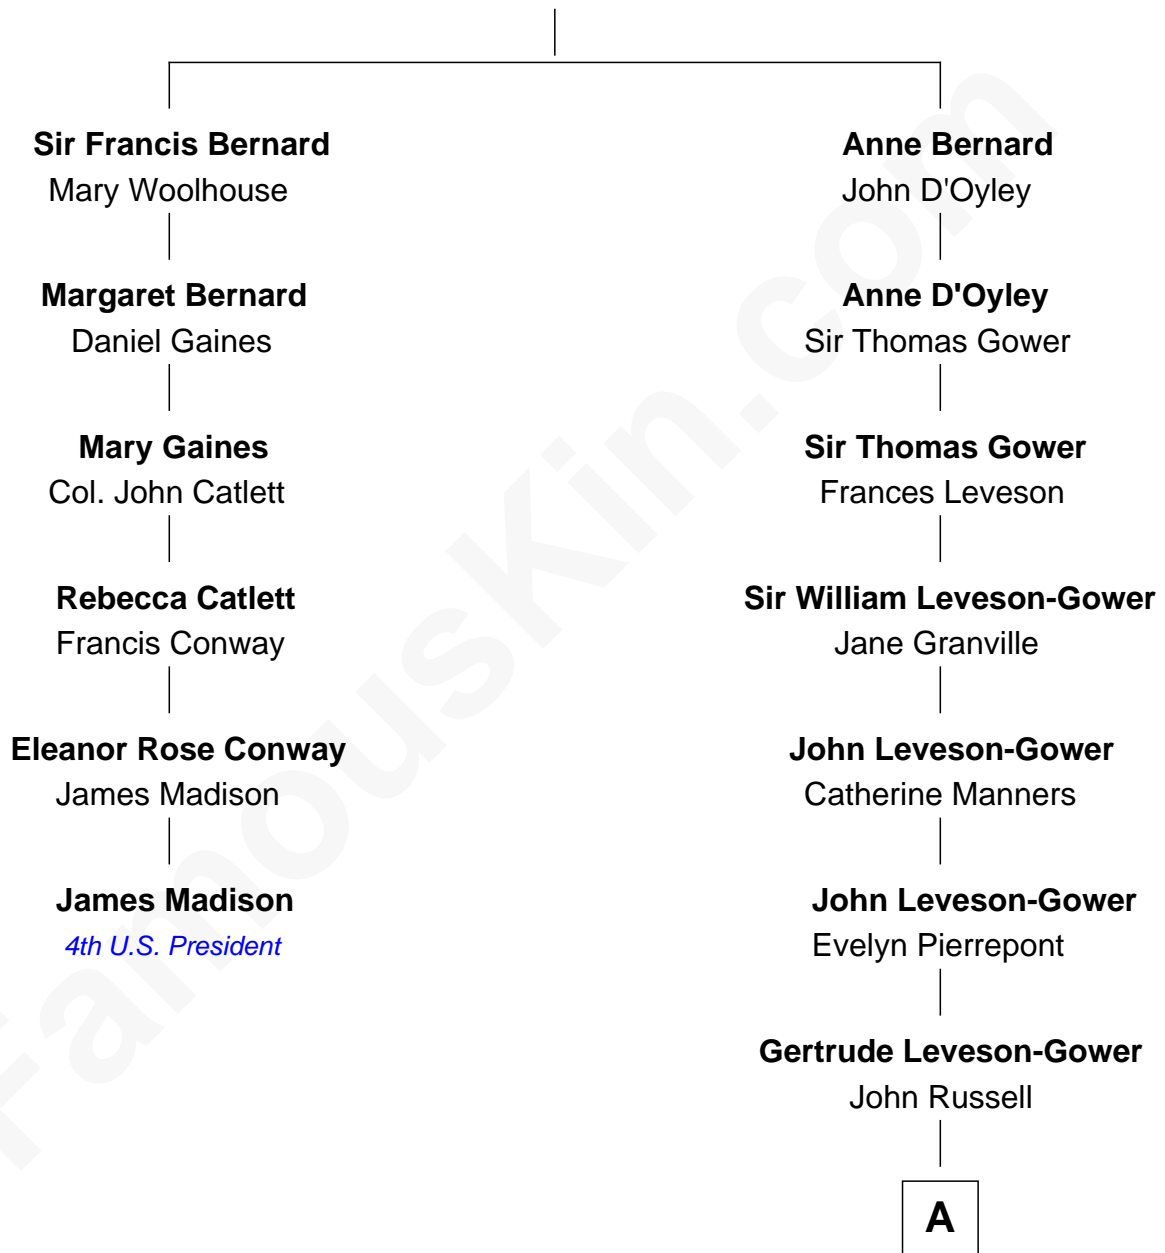 Sir Francis Bernard
Mary Woolhouse
Margaret Bernard
Daniel Gaines
Mary Gaines
Col. John Catlett
Rebecca Catlett
Francis Conway
Eleanor Rose Conway
James Madison
James Madison
4th U.S. President
Anne Bernard
John D'Oyley
Anne D'Oyley
Sir Thomas Gower
Sir Thomas Gower
Frances Leveson
Sir William Leveson-Gower
Jane Granville
John Leveson-Gower
Catherine Manners
John Leveson-Gower
Evelyn Pierrepont
Gertrude Leveson-Gower
John Russell
A
FamousKin.com